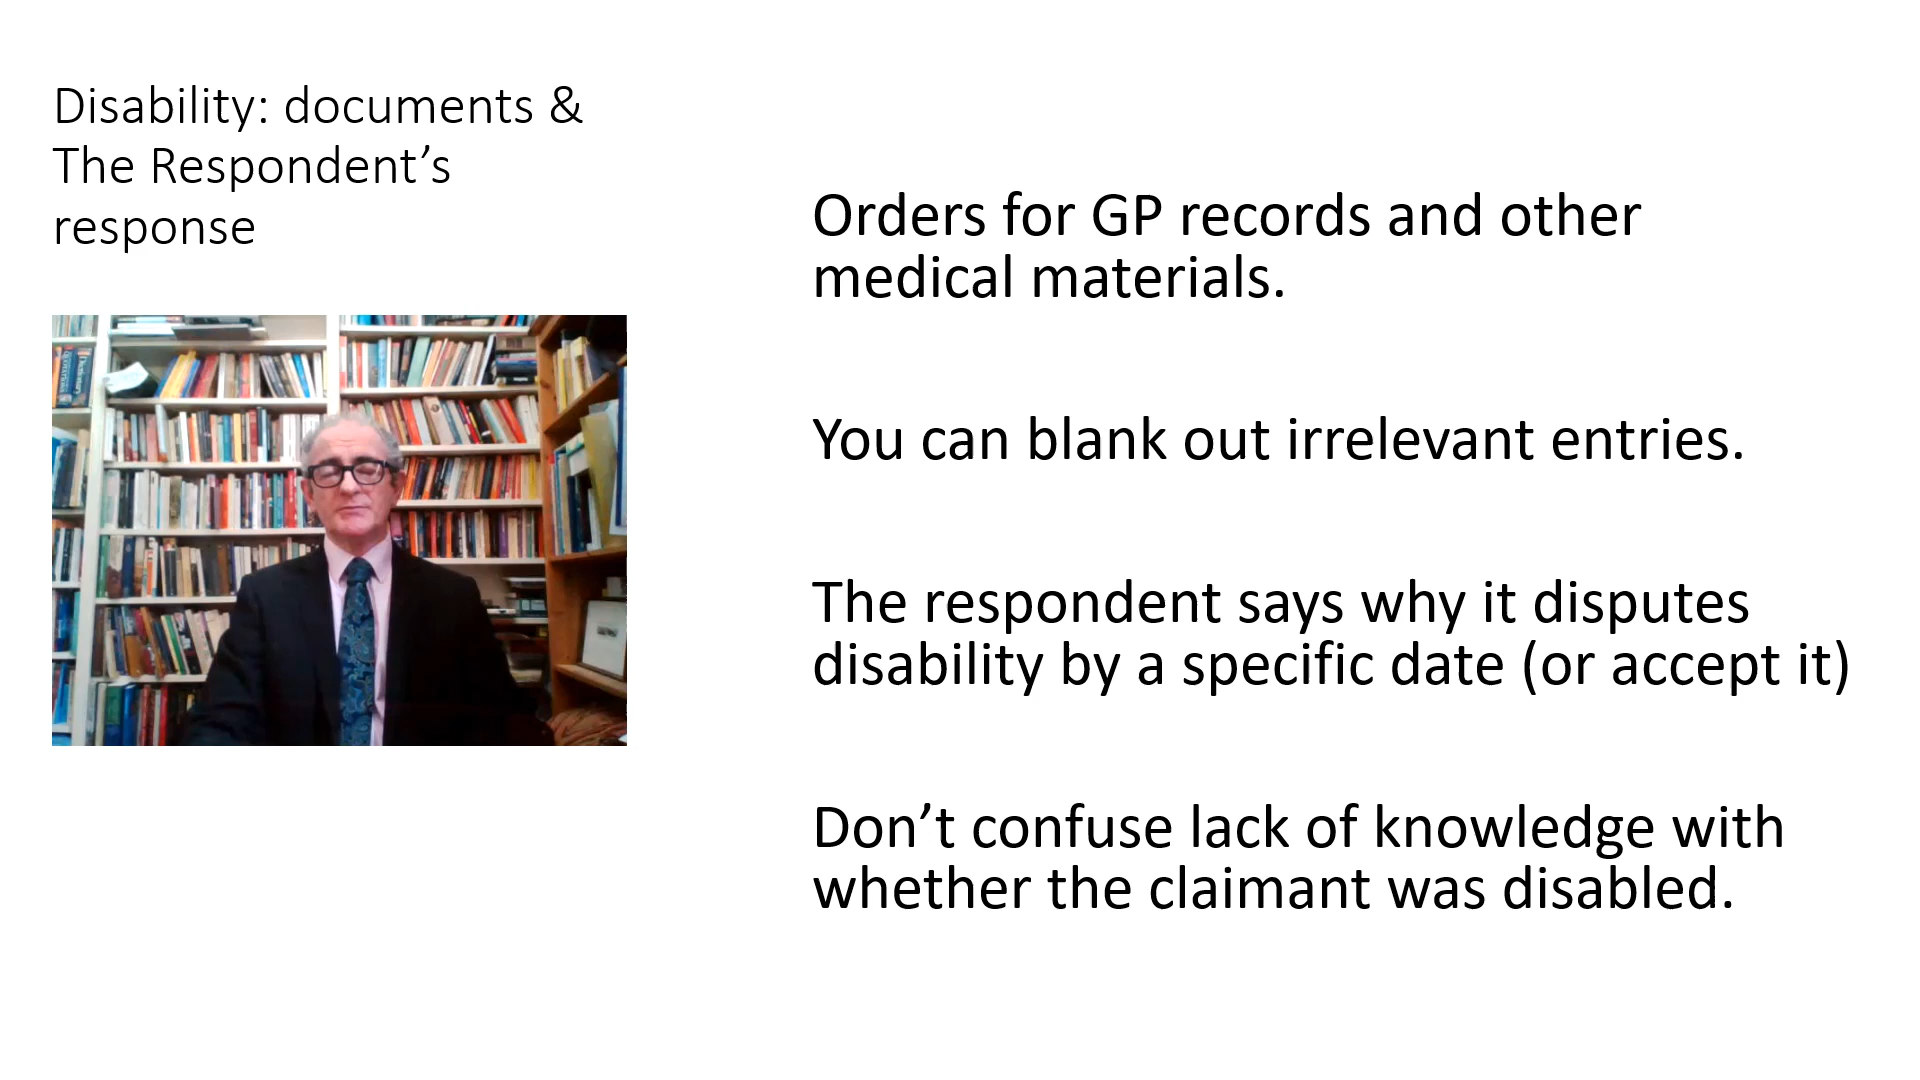 Disability: documents &
The Respondent’s
response
Orders for GP records and other
medical materials.
You can blank out irrelevant entries.
The respondent says why it disputes
disability by a specific date (or accept it)
Don’t confuse lack of knowledge with
whether the claimant was disabled.